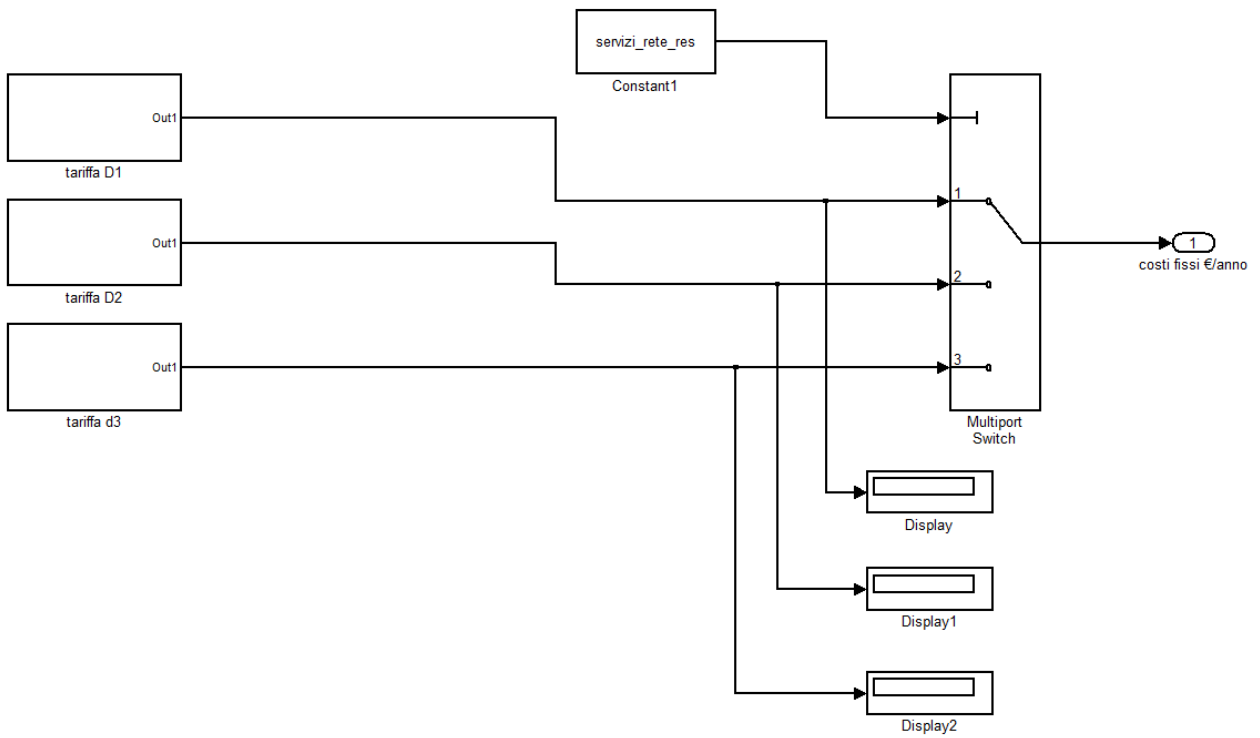 servizi_rete_res
Constant1
Out1
tariffa D1
Out1
tariffa D2
Out1
tariffa d3
1
2
3
Multiport
Switch
1
costi fissi €/anno
Display
Display1
Display2